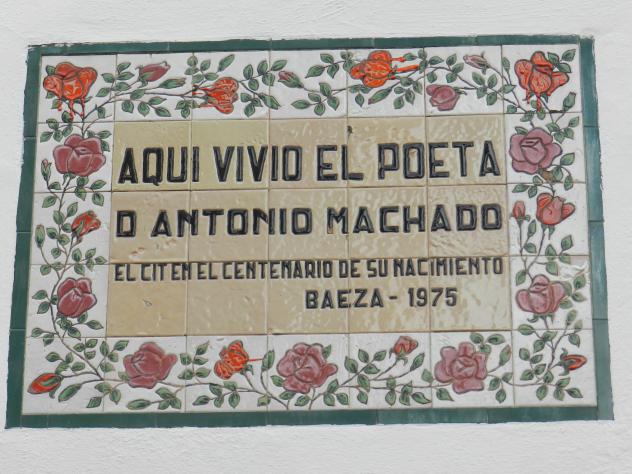 AQUI VIVIO EL POETA
D ANTONIO MACHADO
EL CIT EN EL CENTENARIO DE SU NACIMIENTO
BAEZA - 1975